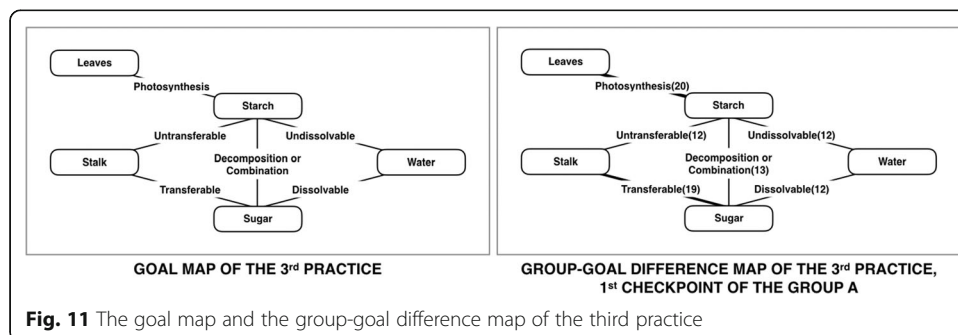 Leaves
Photosynthesis
Starch
Untransferable
Undissolvable
Stalk
Decomposition or
Combination
Water
Transferable
Dissolvable
Sugar
GOAL MAP OF THE 3rd PRACTICE
Leaves
Photosynthesis(20)
Starch
Untransferable(12)
Undissolvable(12)
Stalk
Decomposition or
Combination(13)
Water
Transferable(19)
Dissolvable(12)
Sugar
GROUP-GOAL DIFFERENCE MAP OF THE 3rd PRACTICE,
1st CHECKPOINT OF THE GROUP A
Fig. 11 The goal map and the group-goal difference map of the third practice